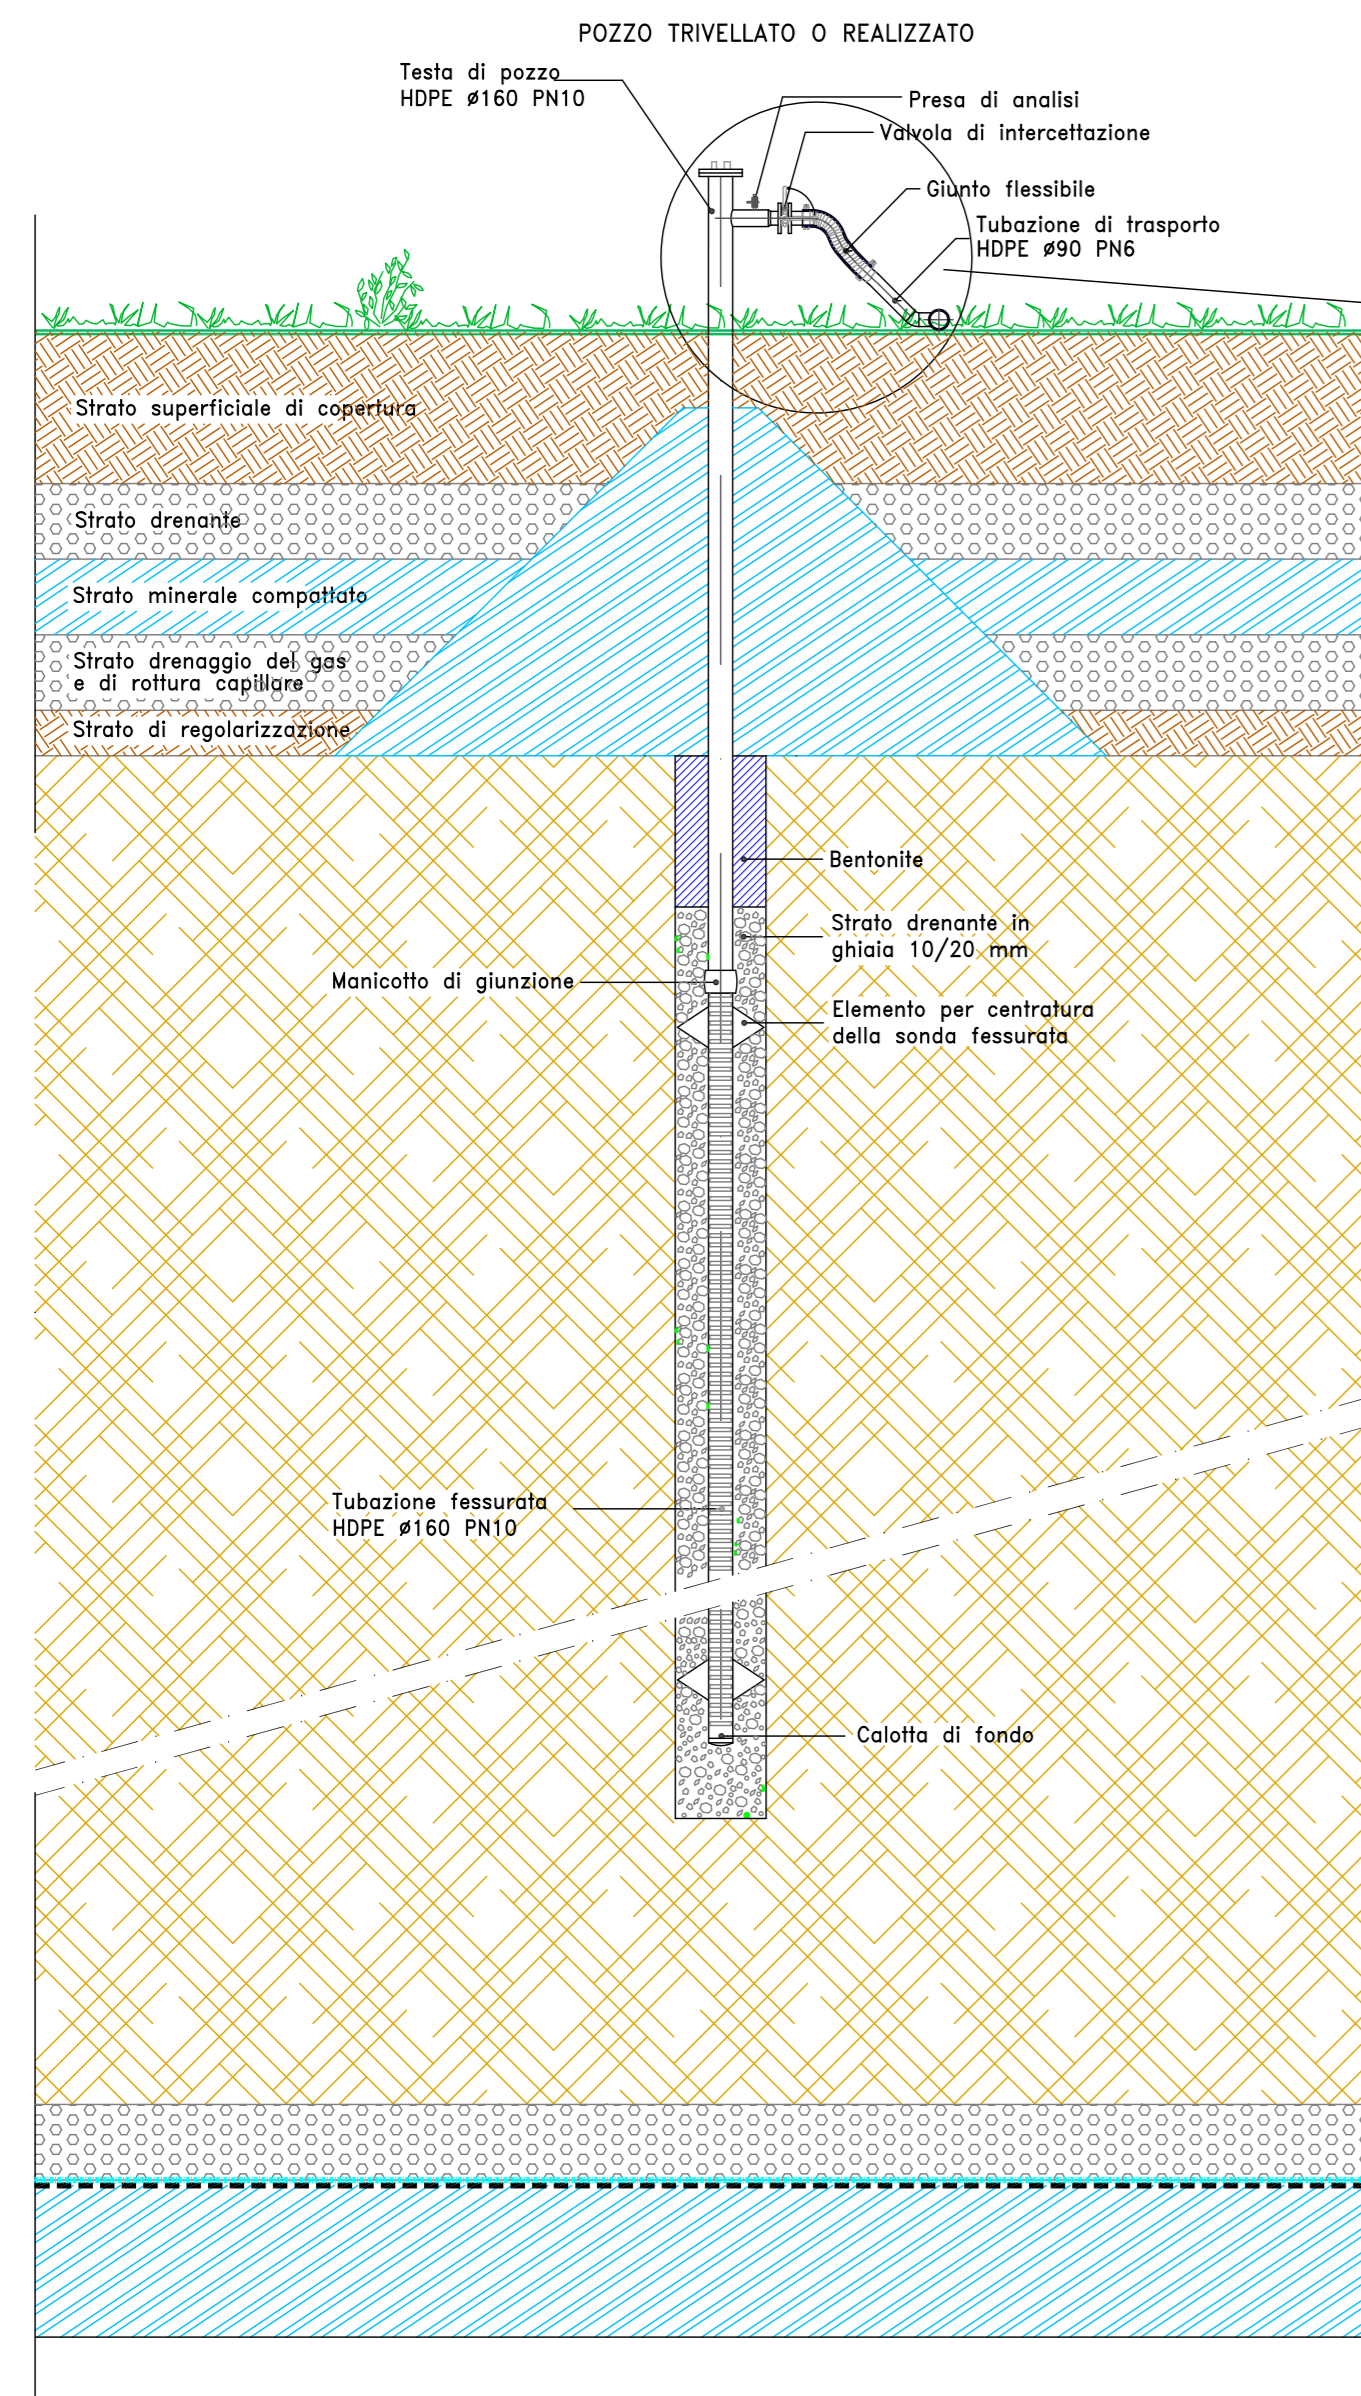 POZZO TRIVELLATO O REALIZZATO
Testa di pozzo
HDPE ø160 PN10
Presa di analisi
Valvola di intercettazione
Giunto flessibile
Tubazione di trasporto
HDPE ø90 PN6
Strato superficiale di copertura
Strato drenante
Strato minerale compattato
Strato drenaggio del gas
e di rottura capillare
Strato di regolarizzazione
Bentonite
Strato drenante in
ghiaia 10/20 mm
Manicotto di giunzione
Elemento per centratura
della sonda fessurata
Tubazione fessurata
HDPE ø160 PN10
Calotta di fondo